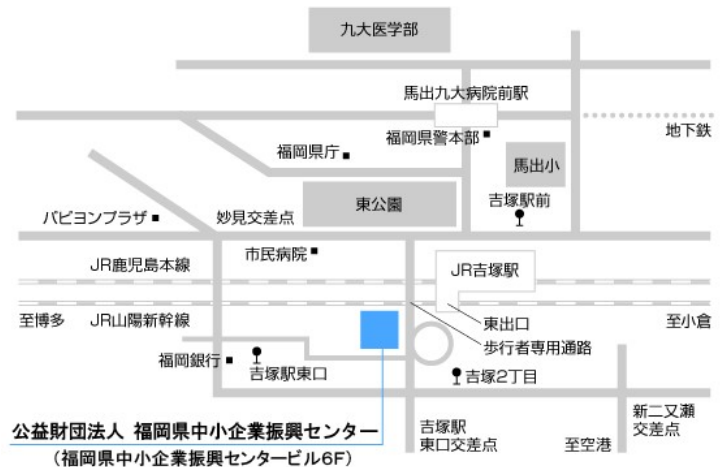 九大医学部
馬出九大病院前駅
地下鉄
福岡県警本部
福岡県庁
馬出小
東公園
吉塚駅前
パピヨンプラザ
妙見交差点
市民病院
JR鹿児島本線
JR吉塚駅
至博多
JR山陽新幹線
東出口
至小倉
歩行者専用通路
福岡銀行
吉塚駅東口
吉塚2丁目
公益財団法人 福岡県中小企業振興センター
(福岡県中小企業振興センタービル6F)
吉塚駅
東口交差点
至空港
新二又瀬
交差点